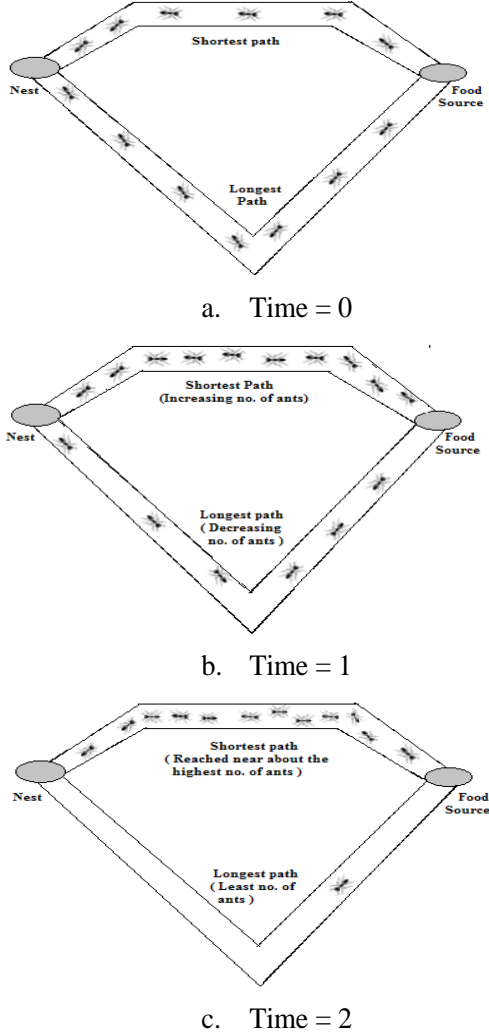 Shortest path
Nest
Food
Source
Longest
Path
a. Time = 0
Shortest Path
(Increasing no. of ants)
Nest
Food
Source
Longest path
( Decreasing
no. of ants )
b. Time = 1
Shortest path
( Reached near about the
highest no. of ants )
Nest
Food
Source
Longest path
( Least no. of
ants )
c. Time = 2